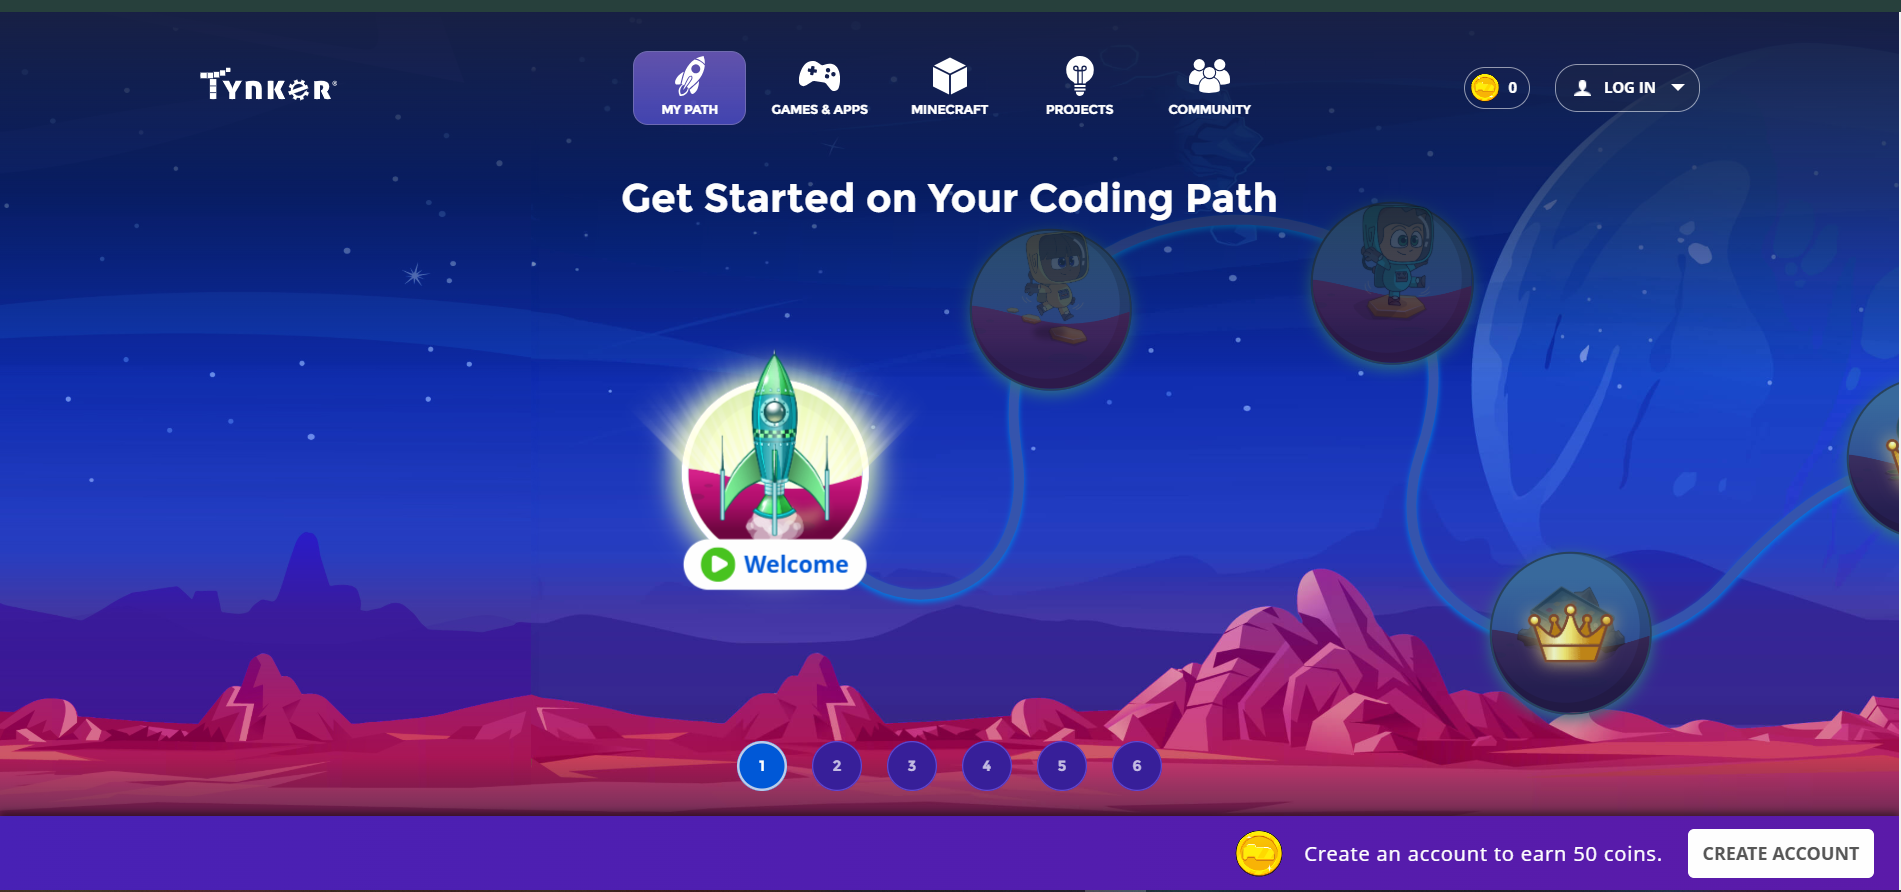 TYNKER
MY PATH
GAMES & APPS
MINECRAFT
PROJECTS
COMMUNITY
0
LOG IN
Get Started on Your Coding Path
Welcome
1
2
3
4
5
6
Create an account to earn 50 coins.
CREATE ACCOUNT